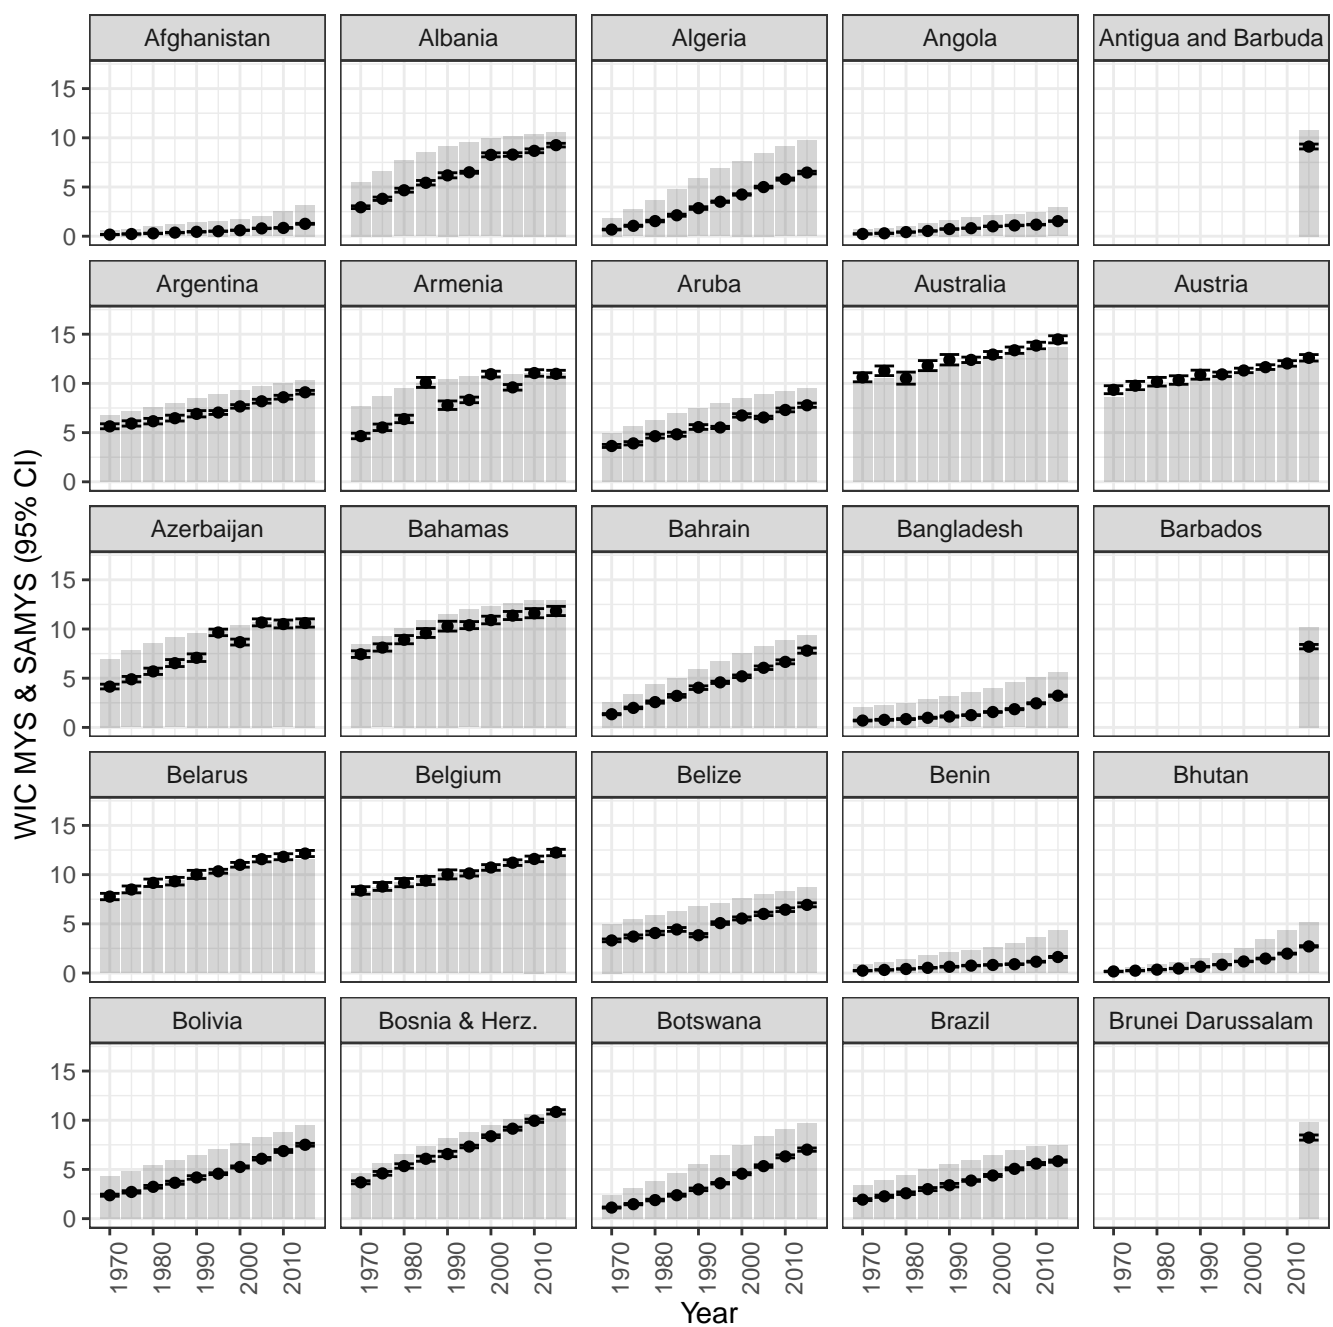 Afghanistan
Albania
Algeria
Angola
Antigua and Barbuda
15
10
5
0
Argentina
Armenia
Aruba
Australia
Austria
15
10
5
0
Azerbaijan
Bahamas
Bahrain
Bangladesh
Barbados
15
10
5
0
WIC MYS & SAMYS (95% CI)
Belarus
Belgium
Belize
Benin
Bhutan
15
10
5
0
Bolivia
Bosnia & Herz.
Botswana
Brazil
Brunei Darussalam
15
10
5
0
1970
1980
1990
2000
2010
1970
1980
1990
2000
2010
1970
1980
1990
2000
2010
1970
1980
1990
2000
2010
1970
1980
1990
2000
2010
Year